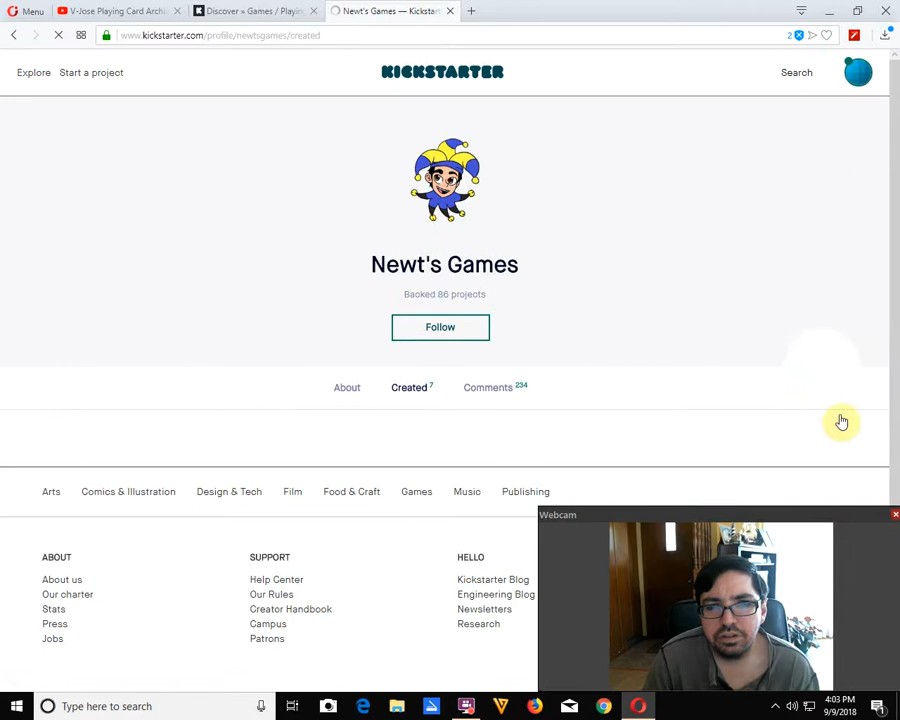 Menu
V-Jose Playing Card Archi
Discover » Games / Playin
Newt's Games — Kickstart
www.kickstarter.com/profile/newtsgames/created
2
Explore
Start a project
KICKSTARTER
Search
Newt's Games
Backed 86 projects
Follow
About
Created 7
Comments 234
Arts
Comics & Illustration
Design & Tech
Film
Food & Craft
Games
Music
Publishing
Webcam
ABOUT
About us
Our charter
Stats
Press
Jobs
SUPPORT
Help Center
Our Rules
Creator Handbook
Campus
Patrons
HELLO
Kickstarter Blog
Engineering Blog
Newsletters
Research
Type here to search
4:03 PM
9/9/2018
1